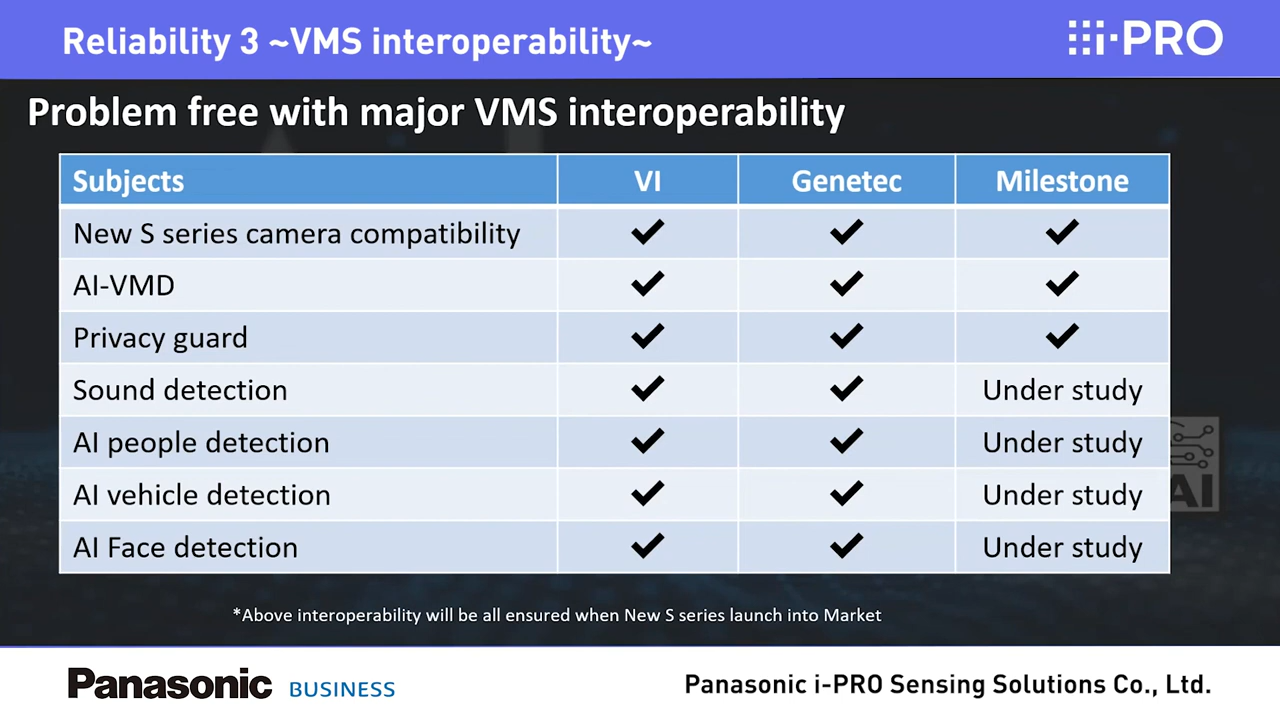 Reliability 3 ~VMS interoperability~
i-PRO
Problem free with major VMS interoperability
Subjects VI Genetec Milestone
New S series camera compatibility ✔ ✔ ✔
AI-VMD ✔ ✔ ✔
Privacy guard ✔ ✔ ✔
Sound detection ✔ ✔ Under study
AI people detection ✔ ✔ Under study
AI vehicle detection ✔ ✔ Under study
AI Face detection ✔ ✔ Under study
AI
*Above interoperability will be all ensured when New S series launch into Market
Panasonic BUSINESS
Panasonic i-PRO Sensing Solutions Co., Ltd.